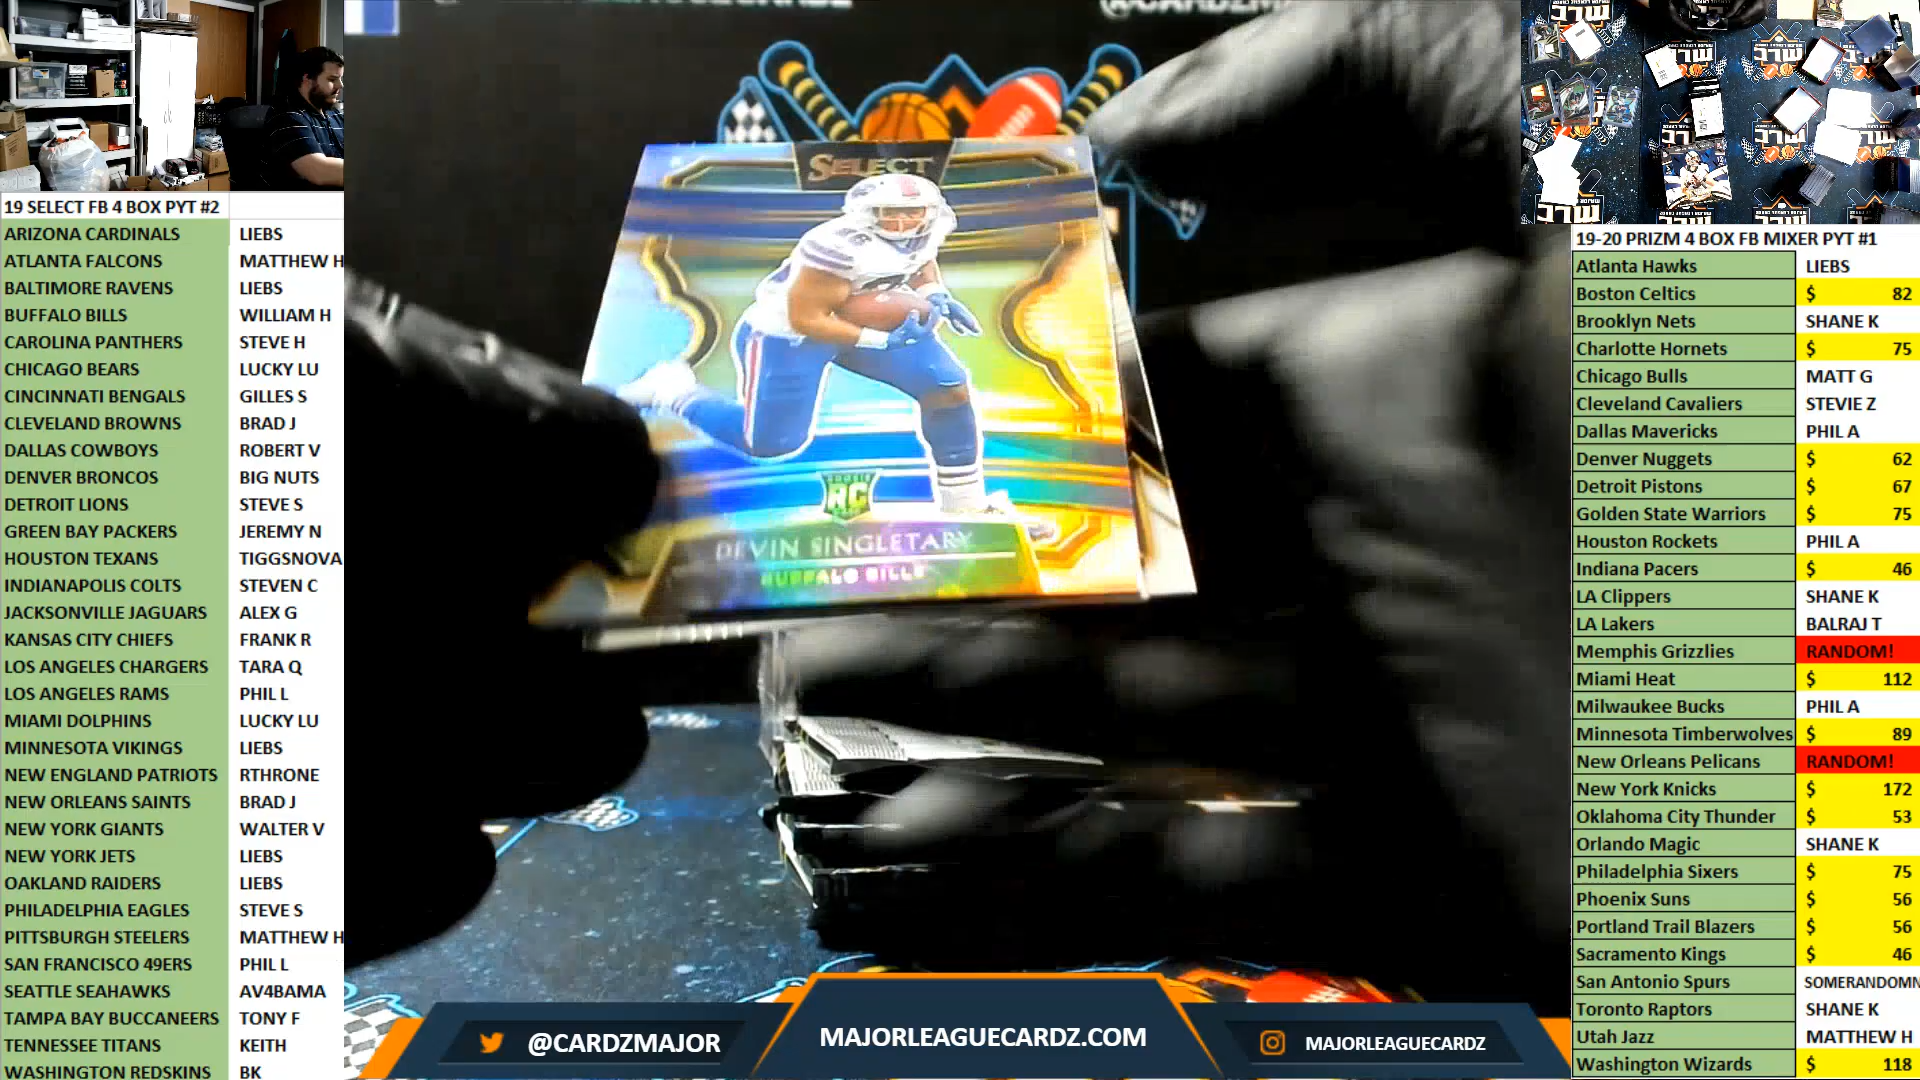 19 SELECT FB 4 BOX PYT #2
ARIZONA CARDINALS LIEBS
ATLANTA FALCONS MATTHEW H
BALTIMORE RAVENS LIEBS
BUFFALO BILLS WILLIAM H
CAROLINA PANTHERS STEVE H
CHICAGO BEARS LUCKY LU
CINCINNATI BENGALS GILLES S
CLEVELAND BROWNS BRAD J
DALLAS COWBOYS ROBERT V
DENVER BRONCOS BIG NUTS
DETROIT LIONS STEVE S
GREEN BAY PACKERS JEREMY N
HOUSTON TEXANS TIGGSNOVA
INDIANAPOLIS COLTS STEVEN C
JACKSONVILLE JAGUARS ALEX G
KANSAS CITY CHIEFS FRANK R
LOS ANGELES CHARGERS TARA Q
LOS ANGELES RAMS PHIL L
MIAMI DOLPHINS LUCKY LU
MINNESOTA VIKINGS LIEBS
NEW ENGLAND PATRIOTS RTHRONE
NEW ORLEANS SAINTS BRAD J
NEW YORK GIANTS WALTER V
NEW YORK JETS LIEBS
OAKLAND RAIDERS LIEBS
PHILADELPHIA EAGLES STEVE S
PITTSBURGH STEELERS MATTHEW H
SAN FRANCISCO 49ERS PHIL L
SEATTLE SEAHAWKS AV4BAMA
TAMPA BAY BUCCANEERS TONY F
TENNESSEE TITANS KEITH
WASHINGTON REDSKINS BK
SELECT
RC
DEVIN SINGLETARY
BUFFALO BILLS
@CARDZMAJOR
MAJORLEAGUECARDZ.COM
MAJORLEAGUECARDZ
19-20 PRIZM 4 BOX FB MIXER PYT #1
Atlanta Hawks LIEBS
Boston Celtics $ 82
Brooklyn Nets SHANE K
Charlotte Hornets $ 75
Chicago Bulls MATT G
Cleveland Cavaliers STEVIE Z
Dallas Mavericks PHIL A
Denver Nuggets $ 62
Detroit Pistons $ 67
Golden State Warriors $ 75
Houston Rockets PHIL A
Indiana Pacers $ 46
LA Clippers SHANE K
LA Lakers BALRAJ T
Memphis Grizzlies RANDOM!
Miami Heat $ 112
Milwaukee Bucks PHIL A
Minnesota Timberwolves $ 89
New Orleans Pelicans RANDOM!
New York Knicks $ 172
Oklahoma City Thunder $ 53
Orlando Magic SHANE K
Philadelphia Sixers $ 75
Phoenix Suns $ 56
Portland Trail Blazers $ 56
Sacramento Kings $ 46
San Antonio Spurs SOMERANDOMN
Toronto Raptors SHANE K
Utah Jazz MATTHEW H
Washington Wizards $ 118